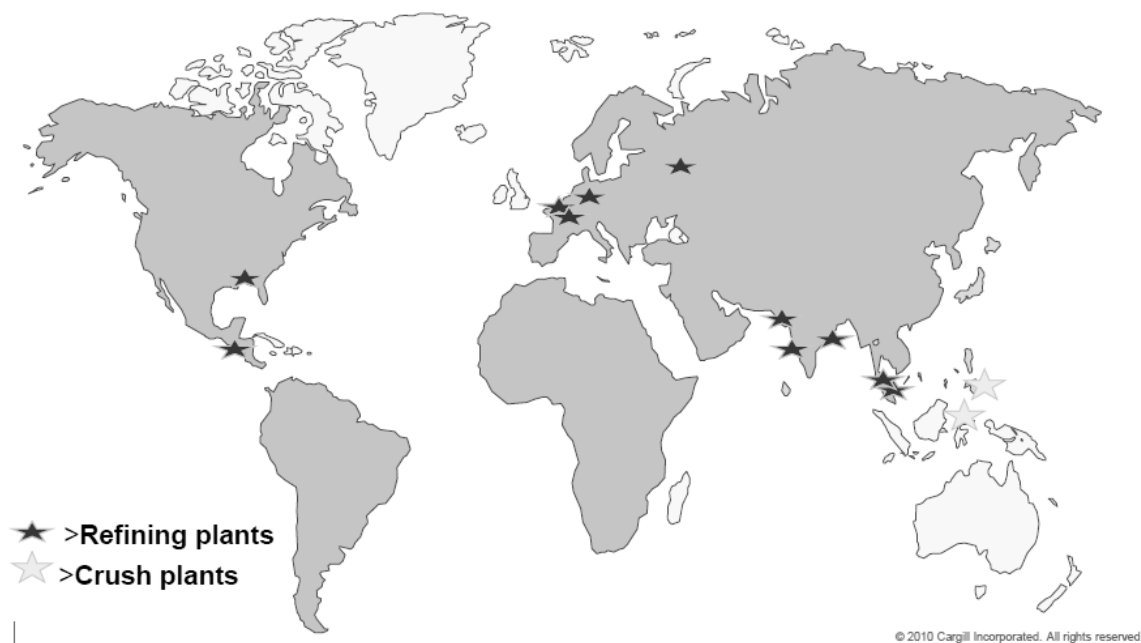 >Refining plants
>Crush plants
© 2010 Cargill Incorporated. All rights reserved